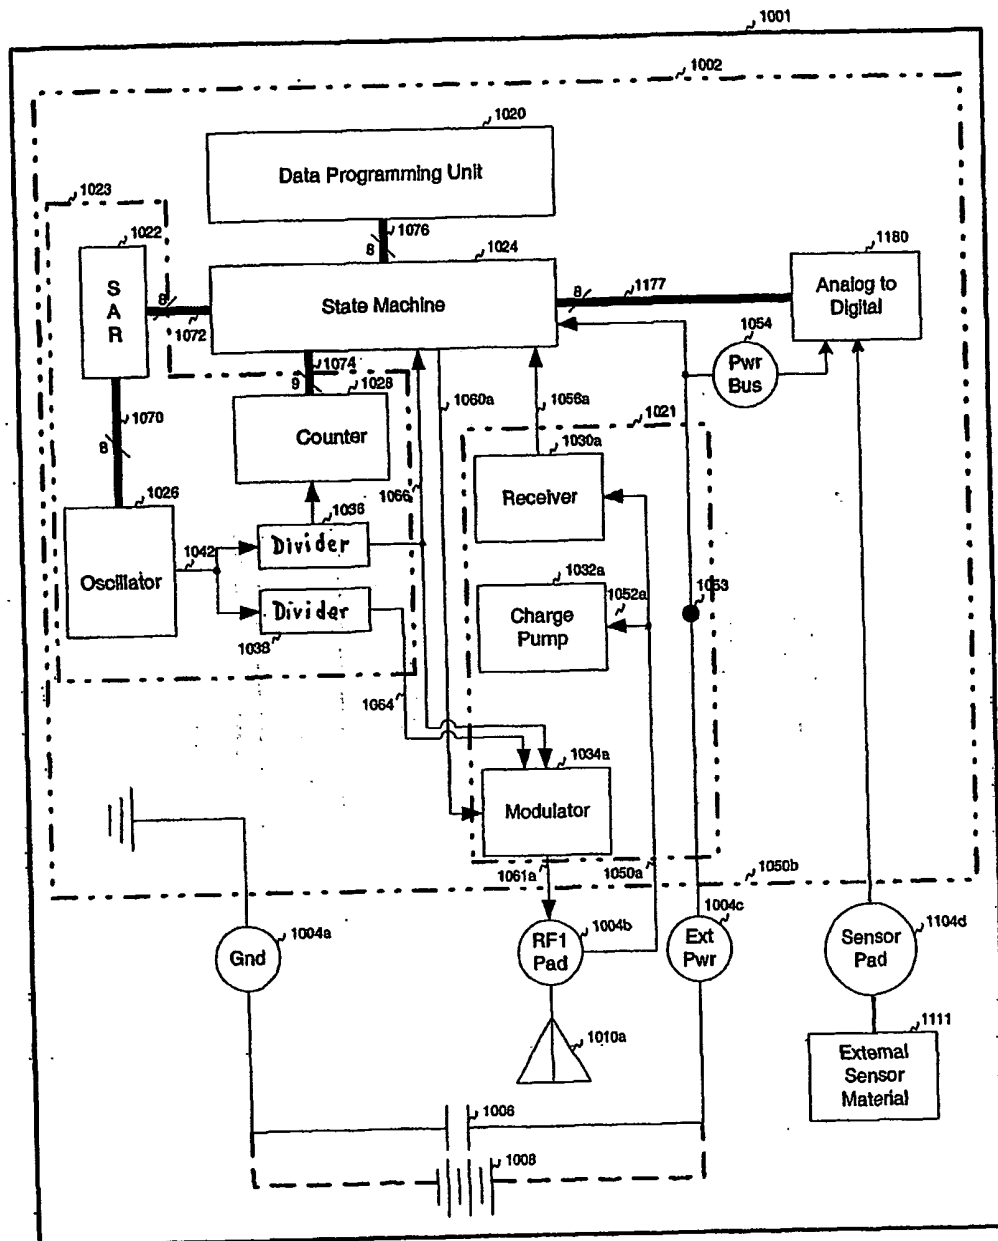 1001
1002
1020
Data Programming Unit
1023
1022
8
1076
1024
1180
S
A
R
8
1072
State Machine
8
1177
Analog to
Digital
1054
Pwr
Bus
1074
9
1028
1060a
1056a
1021
1070
8
Counter
1030a
Receiver
1066
1026
1036
Oscillator
1042
Divider
1032a
1052a
1053
Divider
Charge
Pump
1038
1064
1034a
Modulator
1061a
1050a
1050b
1004a
Gnd
1004b
RF1
Pad
1004c
Ext
Pwr
1104d
Sensor
Pad
1010a
1111
External
Sensor
Material
1006
1008